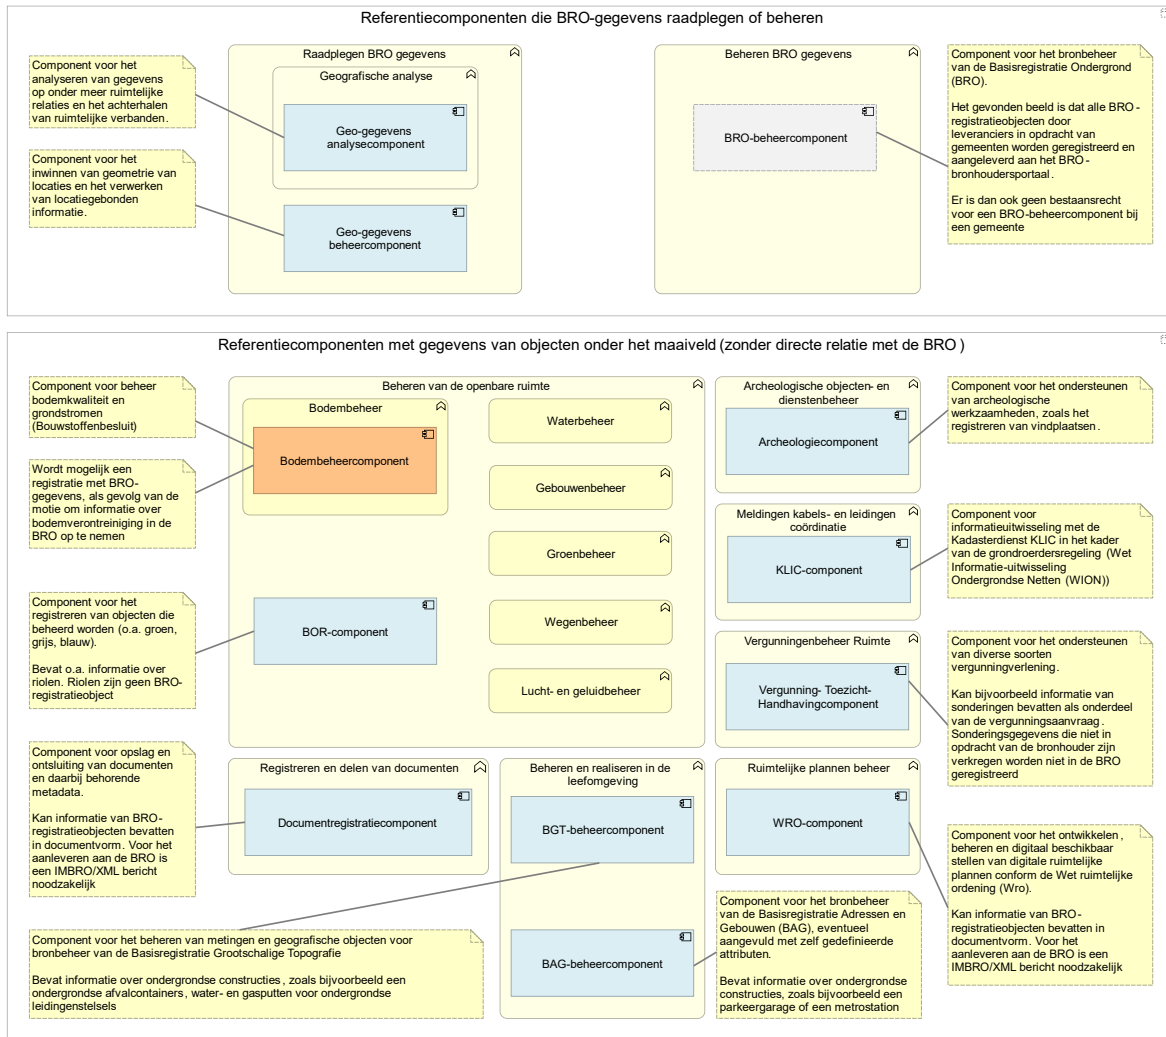 Referentiecomponenten die BRO-gegevens raadplegen of beheren
Component voor het
analyseren van gegevens
op onder meer ruimtelijke
relaties en het achterhalen
van ruimtelijke verbanden.
Component voor het
inwinnen van geometrie van
locaties en het verwerken
van locatiegebonden
informatie.
Raadplegen BRO gegevens
Geografische analyse
Geo-gegevens
analysecomponent
Geo-gegevens
beheercomponent
Beheren BRO gegevens
BRO-beheercomponent
Component voor het bronbeheer
van de Basisregistratie Ondergrond
(BRO).
Het gevonden beeld is dat alle BRO-
registratieobjecten door
leveranciers in opdracht van
gemeenten worden geregistreerd en
aangeleverd aan het BRO-
bronhoudersportaal.
Er is dan ook geen bestaansrecht
voor een BRO-beheercomponent bij
een gemeente
Referentiecomponenten met gegevens van objecten onder het maaiveld (zonder directe relatie met de BRO)
Component voor beheer
bodemkwaliteit en
grondstromen
(Bouwstoffenbesluit)
Wordt mogelijk een
registratie met BRO-
gegevens, als gevolg van de
motie om informatie over
bodemverontreiniging in de
BRO op te nemen
Component voor het
registreren van objecten die
beheerd worden (o.a. groen,
grijs, blauw).
Bevat o.a. informatie over
riolen. Riolen zijn geen BRO-
registratieobject
Beheren van de openbare ruimte
Bodembeheer
Bodembeheercomponent
BOR-component
Waterbeheer
Gebouwenbeheer
Groenbeheer
Wegenbeheer
Lucht- en geluidbeheer
Archeologische objecten- en
dienstenbeheer
Archeologiecomponent
Component voor het ondersteunen
van archeologische
werkzaamheden, zoals het
registreren van vindplaatsen.
Meldingen kabels- en leidingen
coördinatie
KLIC-component
Component voor
informatieuitwisseling met de
Kadasterdienst KLIC in het kader
van de grondroerdersregeling (Wet
Informatie-uitwisseling
Ondergrondse Netten (WION))
Vergunningenbeheer Ruimte
Vergunning- Toezicht-
Handhavingcomponent
Component voor het ondersteunen
van diverse soorten
vergunningverlening.
Kan bijvoorbeeld informatie van
sonderingen bevatten als onderdeel
van de vergunningsaanvraag.
Sonderingsgegevens die niet in
opdracht van de bronhouder zijn
verkregen worden niet in de BRO
geregistreerd
Component voor opslag en
ontsluiting van documenten
en daarbij behorende
metadata.
Kan informatie van BRO-
registratieobjecten bevatten
in documentvorm. Voor het
aanleveren aan de BRO is
een IMBRO/XML bericht
noodzakelijk
Registreren en delen van documenten
Documentregistratiecomponent
Beheren en realiseren in de
leefomgeving
BGT-beheercomponent
BAG-beheercomponent
Ruimtelijke plannen beheer
WRO-component
Component voor het ontwikkelen,
beheren en digitaal beschikbaar
stellen van digitale ruimtelijke
plannen conform de Wet ruimtelijke
ordening (Wro).
Kan informatie van BRO-
registratieobjecten bevatten in
documentvorm. Voor het
aanleveren aan de BRO is een
IMBRO/XML bericht noodzakelijk
Component voor het bronbeheer
van de Basisregistratie Adressen en
Gebouwen (BAG), eventueel
aangevuld met zelf gedefinieerde
attributen.
Bevat informatie over ondergrondse
constructies, zoals bijvoorbeeld een
parkeergarage of een metrostation
Component voor het beheren van metingen en geografische objecten voor
bronbeheer van de Basisregistratie Grootschalige Topografie
Bevat informatie over ondergrondse constructies, zoals bijvoorbeeld een
ondergrondse afvalcontainers, water- en gasputten voor ondergrondse
leidingenstelsels